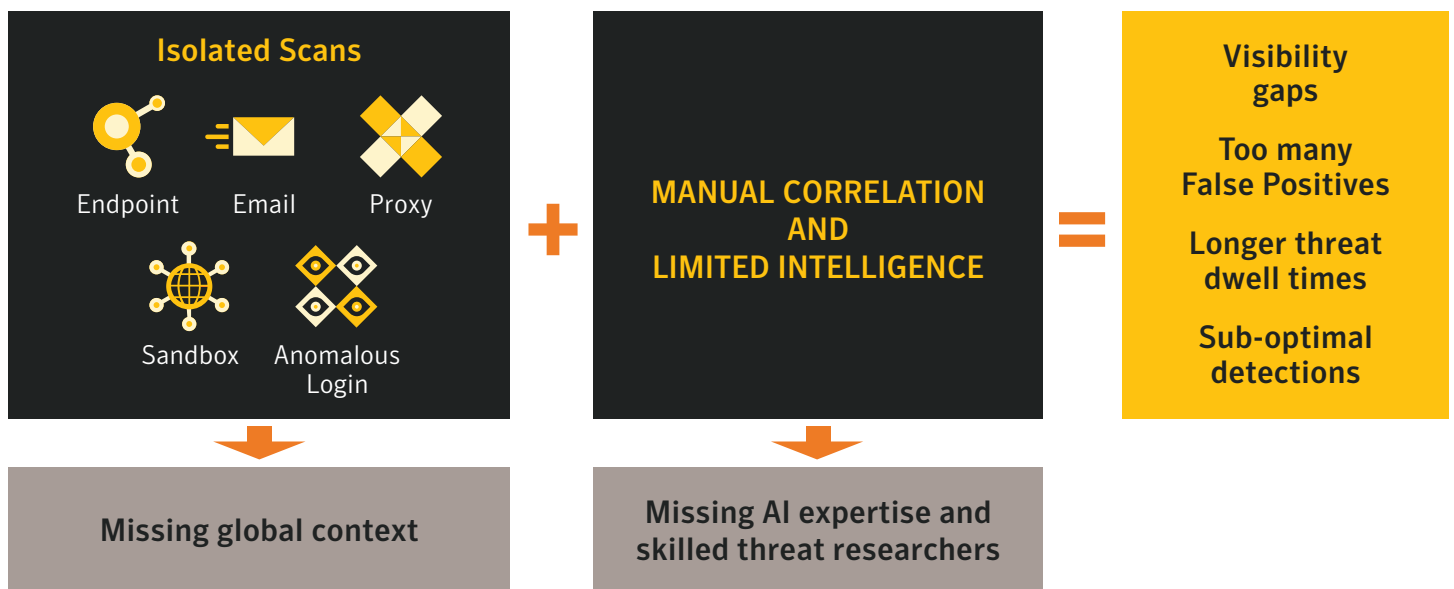 Isolated Scans
Endpoint
Email
Proxy
Sandbox
Anomalous
Login
Missing global context
MANUAL CORRELATION
AND
LIMITED INTELLIGENCE
Missing AI expertise and
skilled threat researchers
Visibility
gaps
Too many
False Positives
Longer threat
dwell times
Sub-optimal
detections